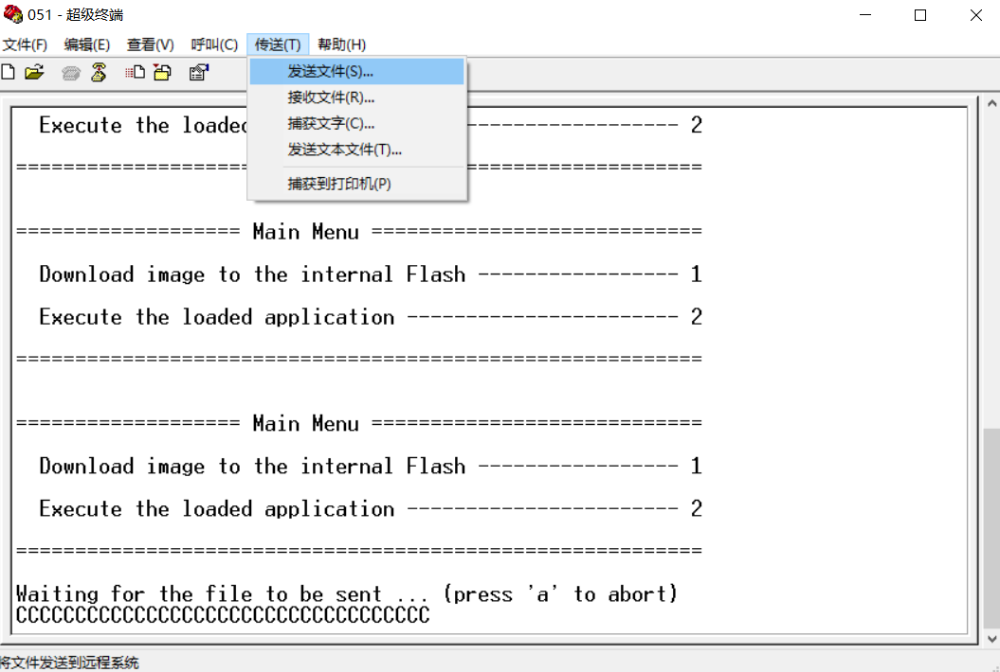 051 - 超级终端
文件(F) 编辑(E) 查看(V) 呼叫(C) 传送(T) 帮助(H)
发送文件(S)...
接收文件(R)...
捕获文字(C)...
发送文本文件(T)...
捕获到打印机(P)
Execute the loaded ----------------- 2
===========================================================
=================== Main Menu ============================
Download image to the internal Flash ----------------- 1
Execute the loaded application ----------------------- 2
===========================================================
=================== Main Menu ============================
Download image to the internal Flash ----------------- 1
Execute the loaded application ----------------------- 2
===========================================================
Waiting for the file to be sent ... (press 'a' to abort)
CCCCCCCCCCCCCCCCCCCCCCCCCCCCCCCCCCC
将文件发送到远程系统